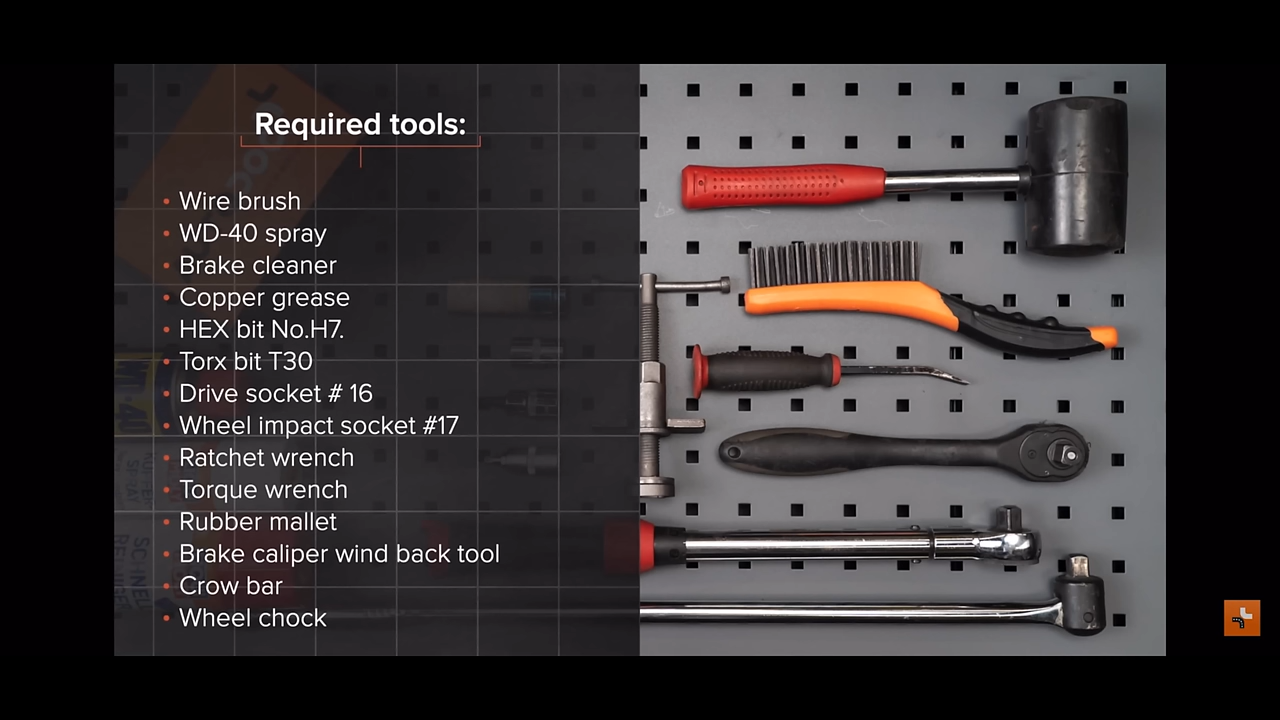 Required tools:
• Wire brush
• WD-40 spray
• Brake cleaner
• Copper grease
• HEX bit No.H7.
• Torx bit T30
• Drive socket # 16
• Wheel impact socket #17
• Ratchet wrench
• Torque wrench
• Rubber mallet
• Brake caliper wind back tool
• Crow bar
• Wheel chock